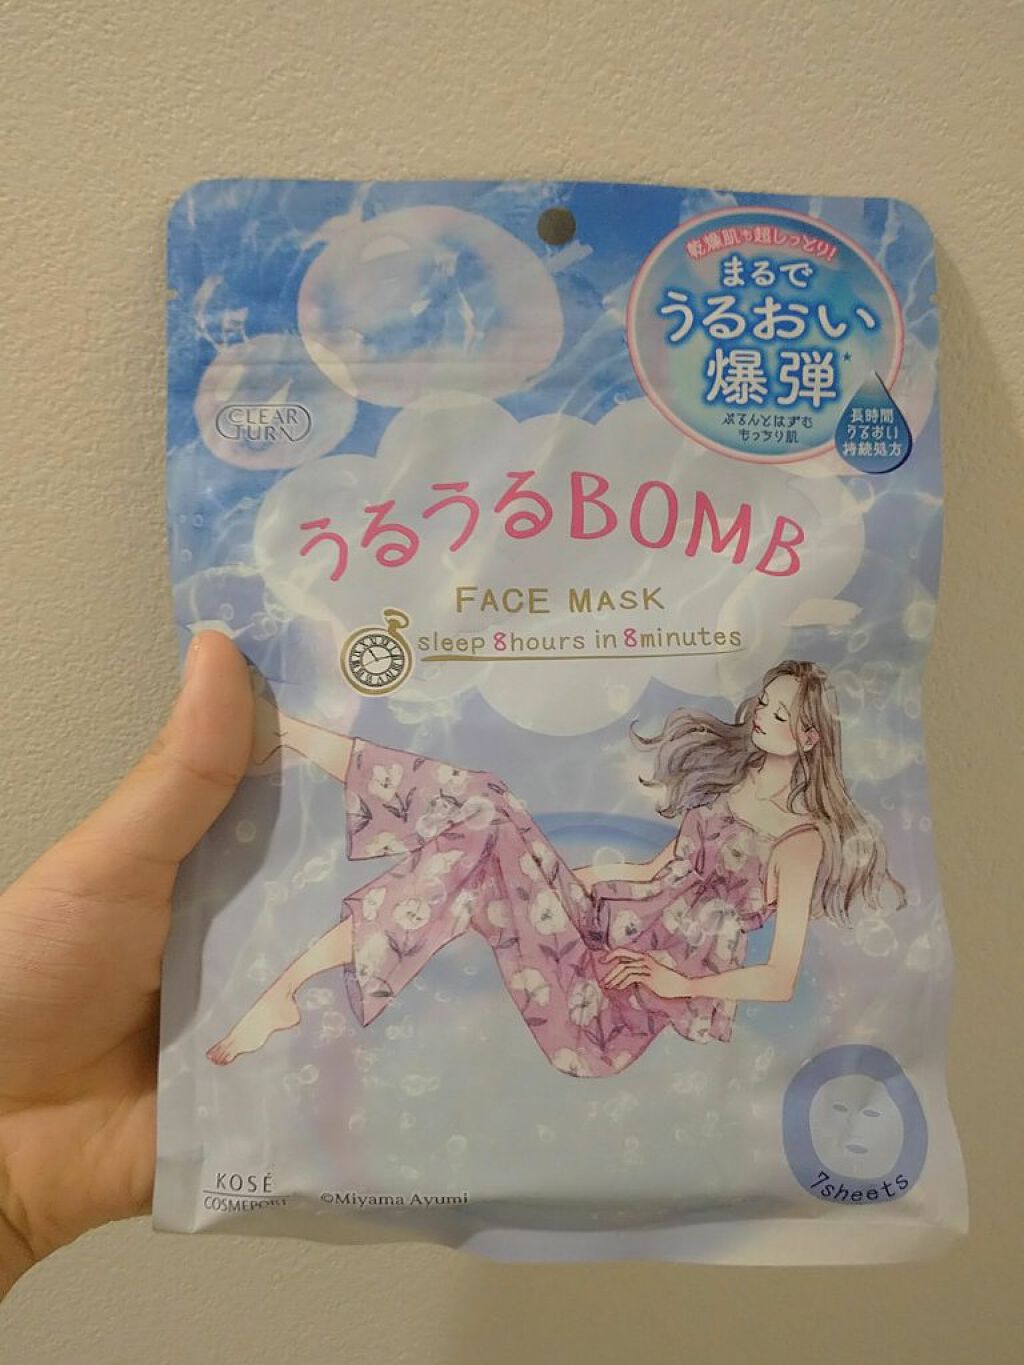 乾燥肌も超しっとり!
まるで
うるおい
爆弾*
ぷるんとはずむ
もっちり肌
長時間
うるおい
持続処方
CLEAR
TURN
うるうるBOMB
FACE MASK
sleep 8hours in 8minutes
7sheets
KOSÉ
COSMEPORT
©Miyama Ayumi